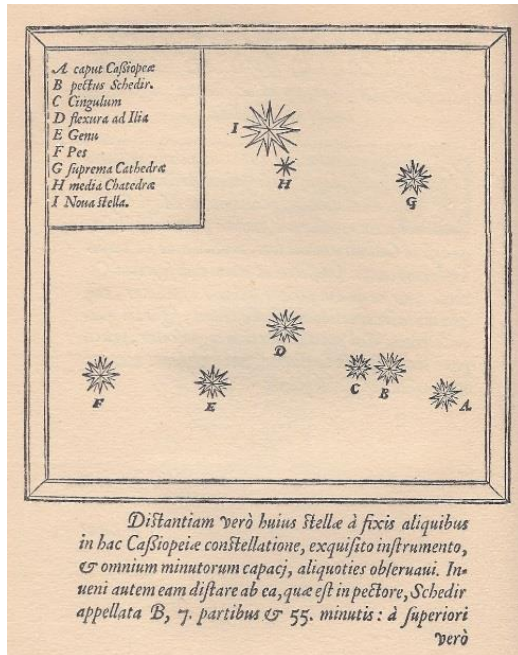 A caput Caſsiopeæ
B pectus Schedir.
C Cingulum
D flexura ad Ilia
E Genu
F Pes
G ſuprema Cathedræ
H media Chatedræ
I Noua ſtella.
I
H
G
D
F
E
C
B
A
Diſtantiam verò huius ſtellæ à fixis aliquibus
in hac Caſsiopeiæ conſtellatione, exquiſito inſtrumento,
& omnium minutorum capacj, aliquoties obſeruaui. In-
ueni autem eam diſtare ab ea, quæ eſt in pectore, Schedir
appellata B, 7. partibus & 55. minutis: à ſuperiori
verò